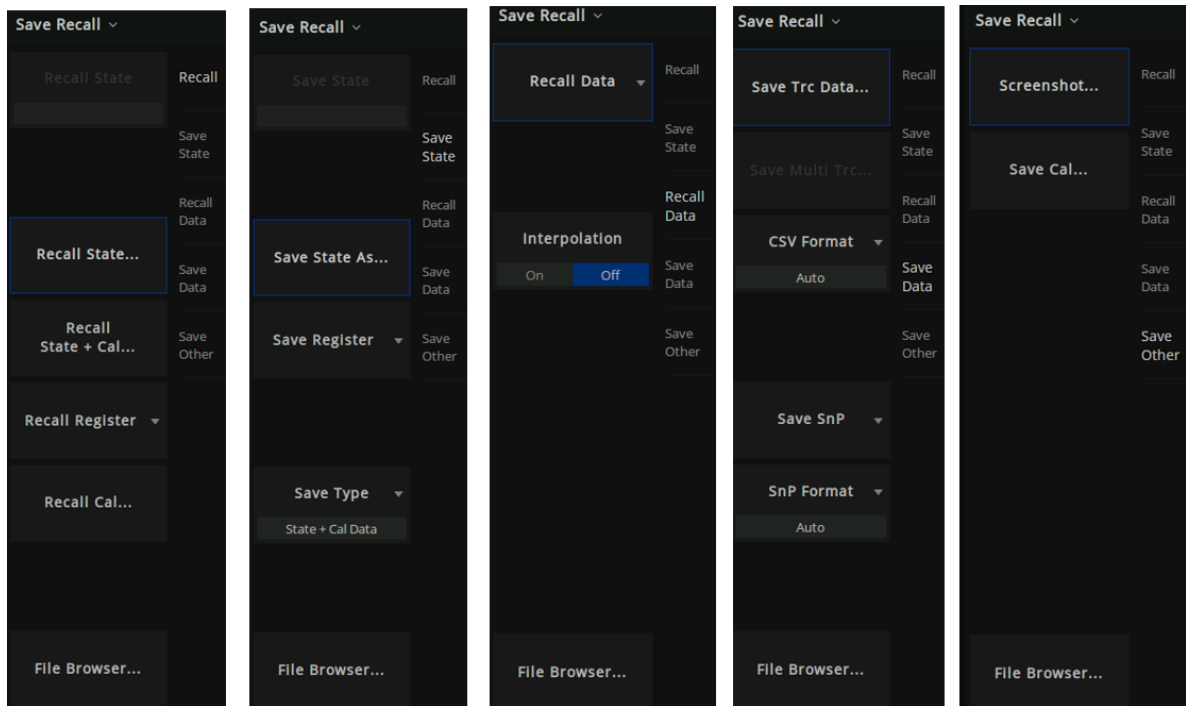 Save Recall
Recall State
Recall
Save
State
Recall
Data
Recall State...
Save
Data
Recall
State + Cal...
Save
Other
Recall Register
Recall Cal...
File Browser...
Save Recall
Save State
Recall
Save
State
Recall
Data
Save State As...
Save
Data
Save Register
Save
Other
Save Type
State + Cal Data
File Browser...
Save Recall
Recall Data
Recall
Save
State
Recall
Data
Interpolation
On
Off
Save
Data
Save
Other
File Browser...
Save Recall
Save Trc Data...
Recall
Save
State
Save Multi Trc...
Recall
Data
CSV Format
Auto
Save
Data
Save
Other
Save SnP
SnP Format
Auto
File Browser...
Save Recall
Screenshot...
Recall
Save
State
Save Cal...
Recall
Data
Save
Data
Save
Other
File Browser...